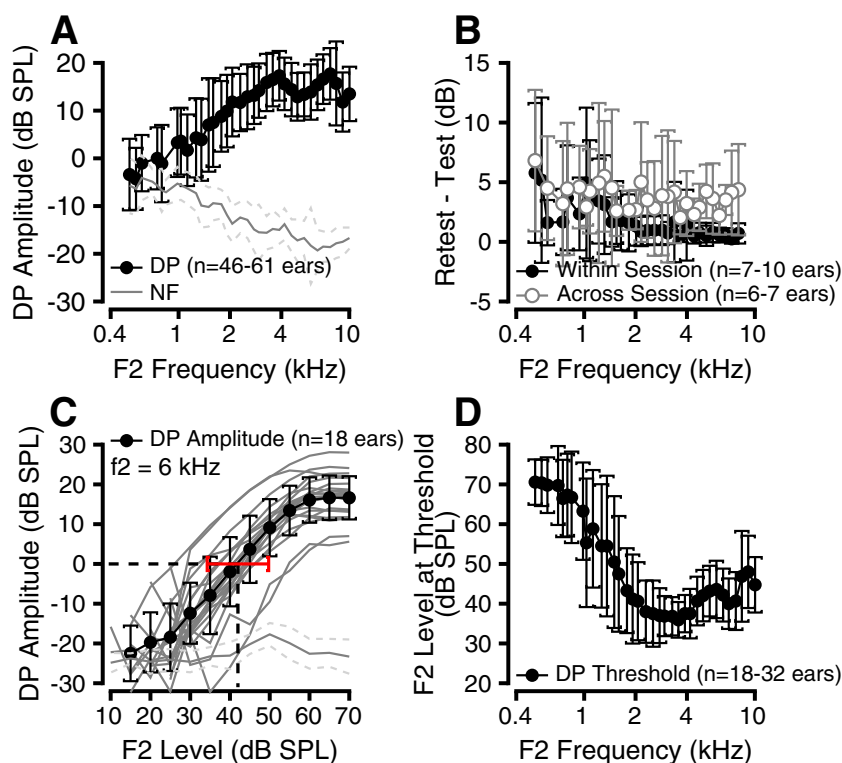 A
DP Amplitude (dB SPL)
20
10
0
-10
-20
-30
DP (n=46-61 ears)
NF
0.4 1 2 4 10
F2 Frequency (kHz)
B
Retest - Test (dB)
15
10
5
0
-5
Within Session (n=7-10 ears)
Across Session (n=6-7 ears)
0.4 1 2 4 10
F2 Frequency (kHz)
C
DP Amplitude (dB SPL)
30
20
10
0
-10
-20
-30
DP Amplitude (n=18 ears)
f2 = 6 kHz
10 20 30 40 50 60 70
F2 Level (dB SPL)
D
F2 Level at Threshold
(dB SPL)
80
70
60
50
40
30
20
DP Threshold (n=18-32 ears)
0.4 1 2 4 10
F2 Frequency (kHz)